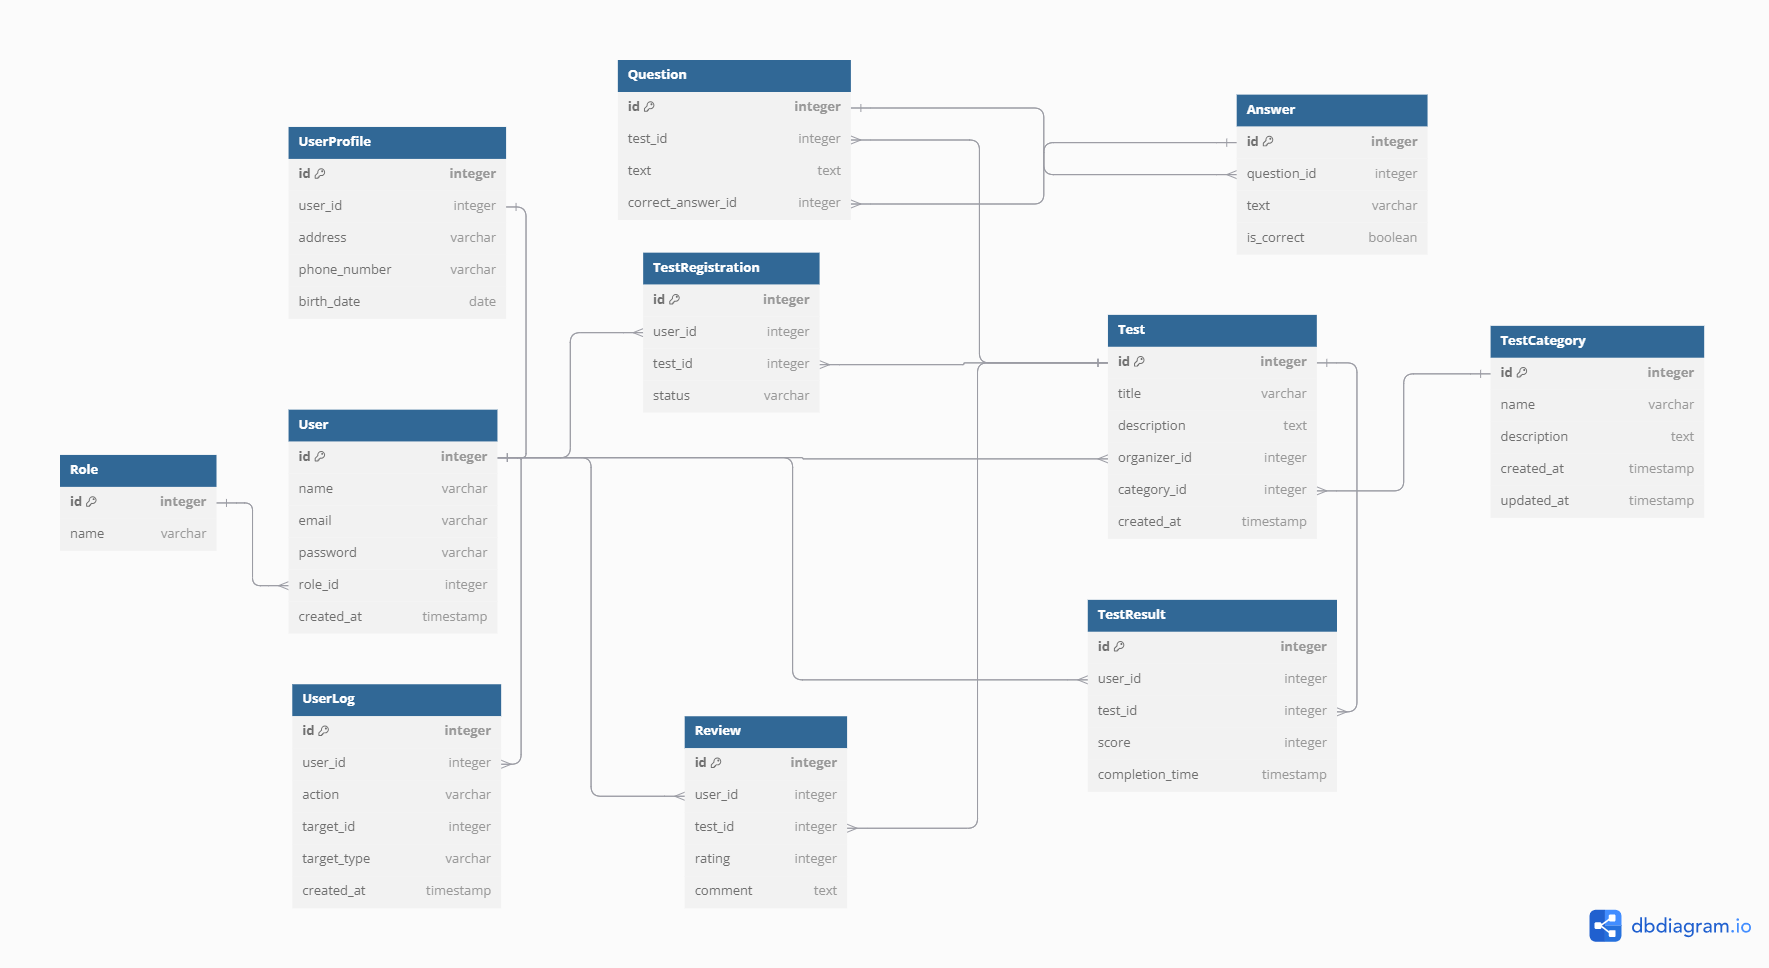 Question
id integer
test_id integer
text text
correct_answer_id integer
Answer
id integer
question_id integer
text varchar
is_correct boolean
UserProfile
id integer
user_id integer
address varchar
phone_number varchar
birth_date date
TestRegistration
id integer
user_id integer
test_id integer
status varchar
Test
id integer
title varchar
description text
organizer_id integer
category_id integer
created_at timestamp
TestCategory
id integer
name varchar
description text
created_at timestamp
updated_at timestamp
User
id integer
name varchar
email varchar
password varchar
role_id integer
created_at timestamp
Role
id integer
name varchar
TestResult
id integer
user_id integer
test_id integer
score integer
completion_time timestamp
UserLog
id integer
user_id integer
action varchar
target_id integer
target_type varchar
created_at timestamp
Review
id integer
user_id integer
test_id integer
rating integer
comment text
dbdiagram.io